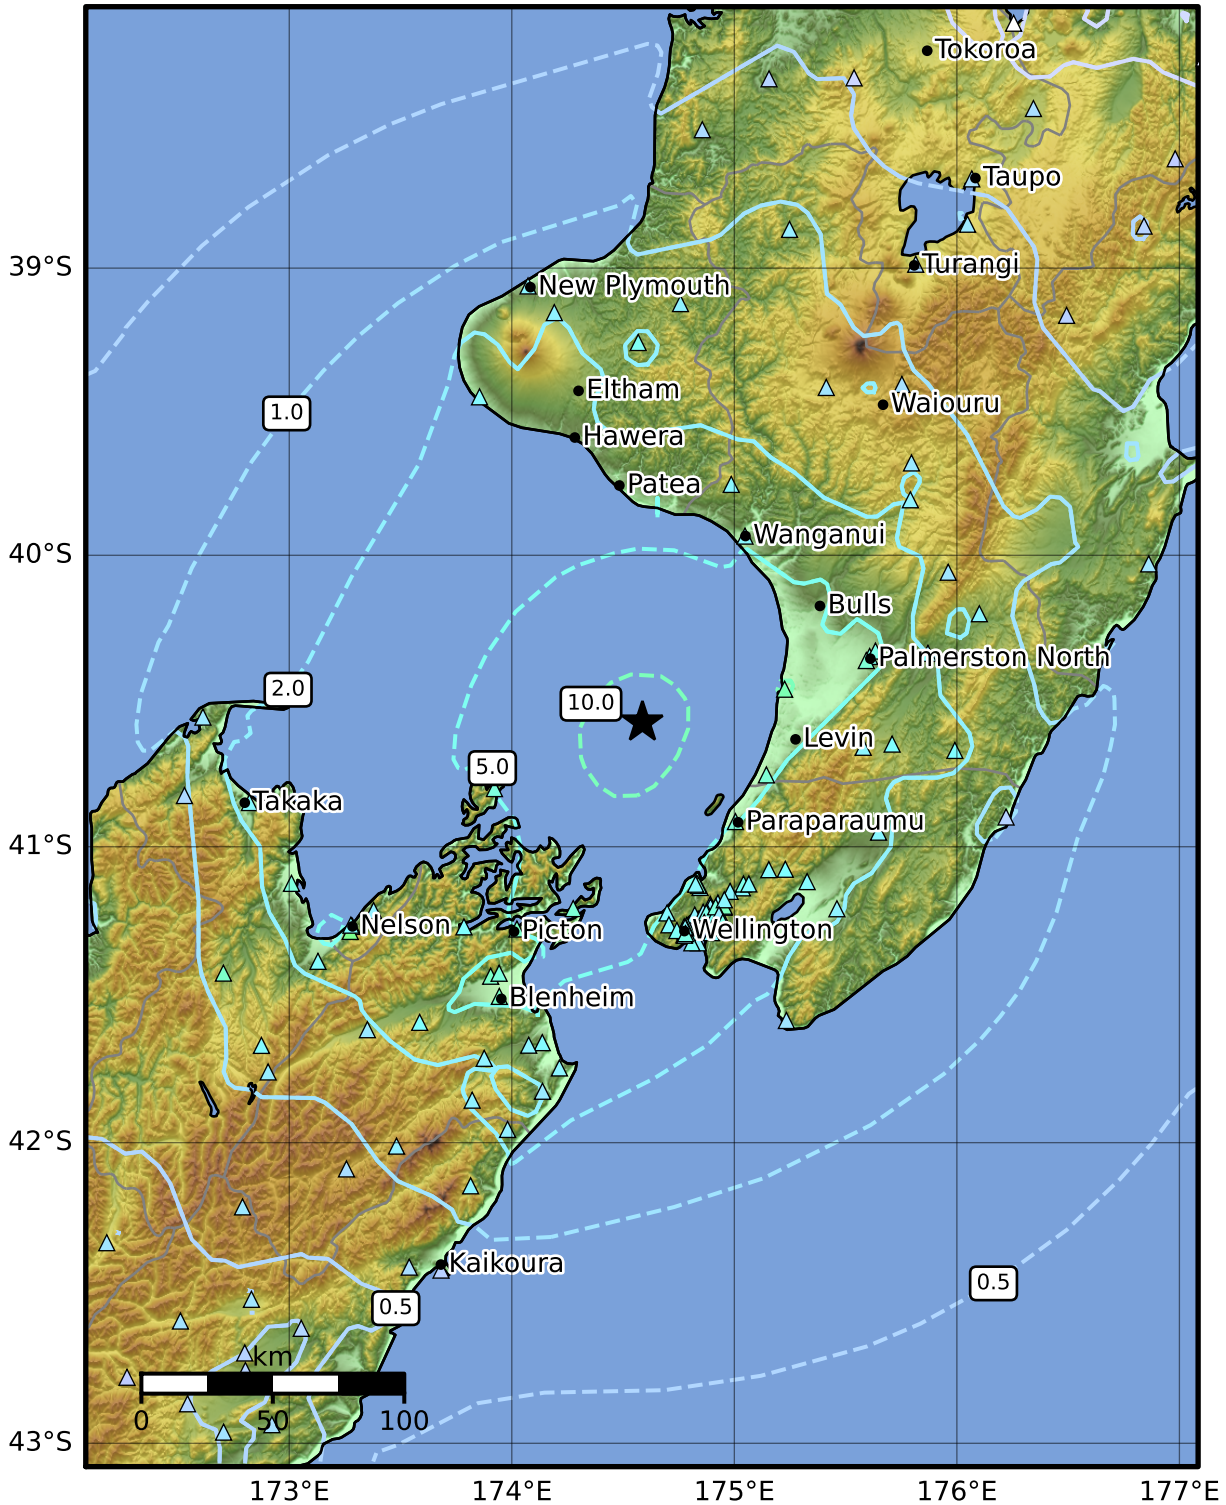 Tokoroa
Taupo
39°S
Turangi
New Plymouth
Eltham
1.0
Waiouru
Hawera
Patea
Wanganui
40°S
Bulls
Palmerston North
2.0
10.0
Levin
5.0
Takaka
Paraparaumu
41°S
Nelson
Picton
Wellington
Blenheim
42°S
Kaikoura
0.5
0.5
km
0 50 100
43°S
173°E 174°E 175°E 176°E 177°E